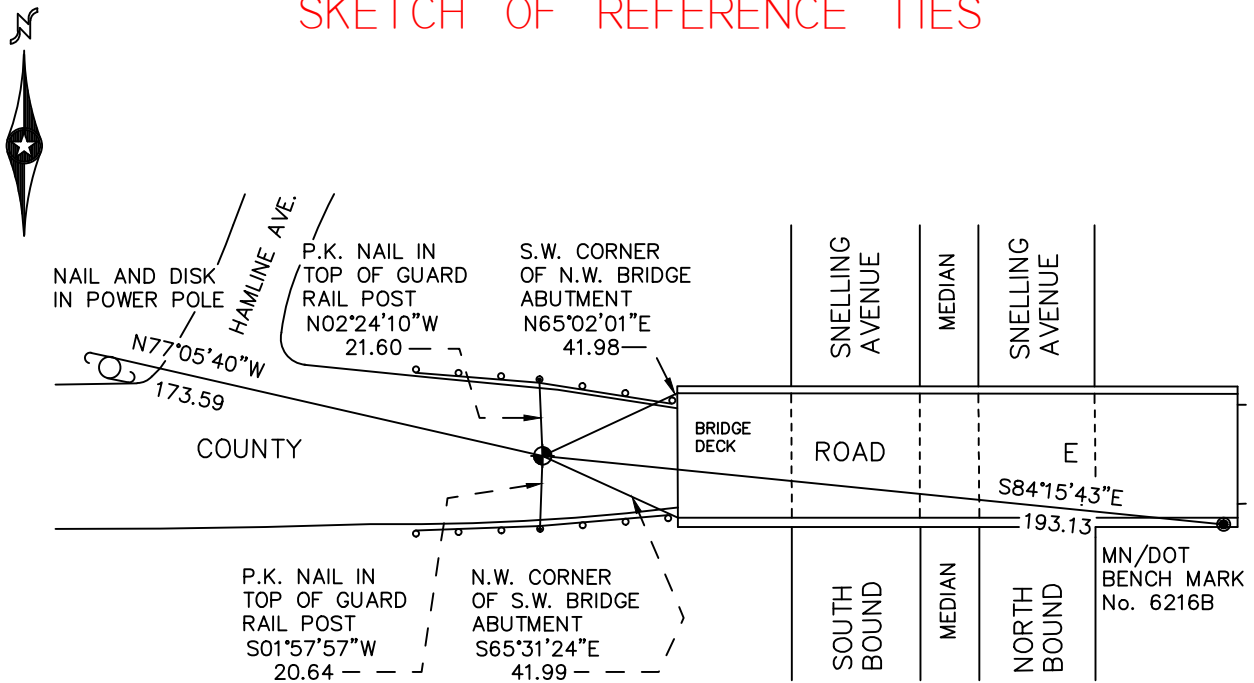 SKETCH OF REFERENCE TIES
N
HAMLINE AVE.
NAIL AND DISK
IN POWER POLE
N77°05'40"W
173.59
P.K. NAIL IN
TOP OF GUARD
RAIL POST
N02°24'10"W
21.60
S.W. CORNER
OF N.W. BRIDGE
ABUTMENT
N65°02'01"E
41.98
SNELLING
AVENUE
MEDIAN
SNELLING
AVENUE
COUNTY
BRIDGE
DECK
ROAD
E
S84°15'43"E
193.13
MN/DOT
BENCH MARK
No. 6216B
P.K. NAIL IN
TOP OF GUARD
RAIL POST
S01°57'57"W
20.64
N.W. CORNER
OF S.W. BRIDGE
ABUTMENT
S65°31'24"E
41.99
SOUTH
BOUND
MEDIAN
NORTH
BOUND